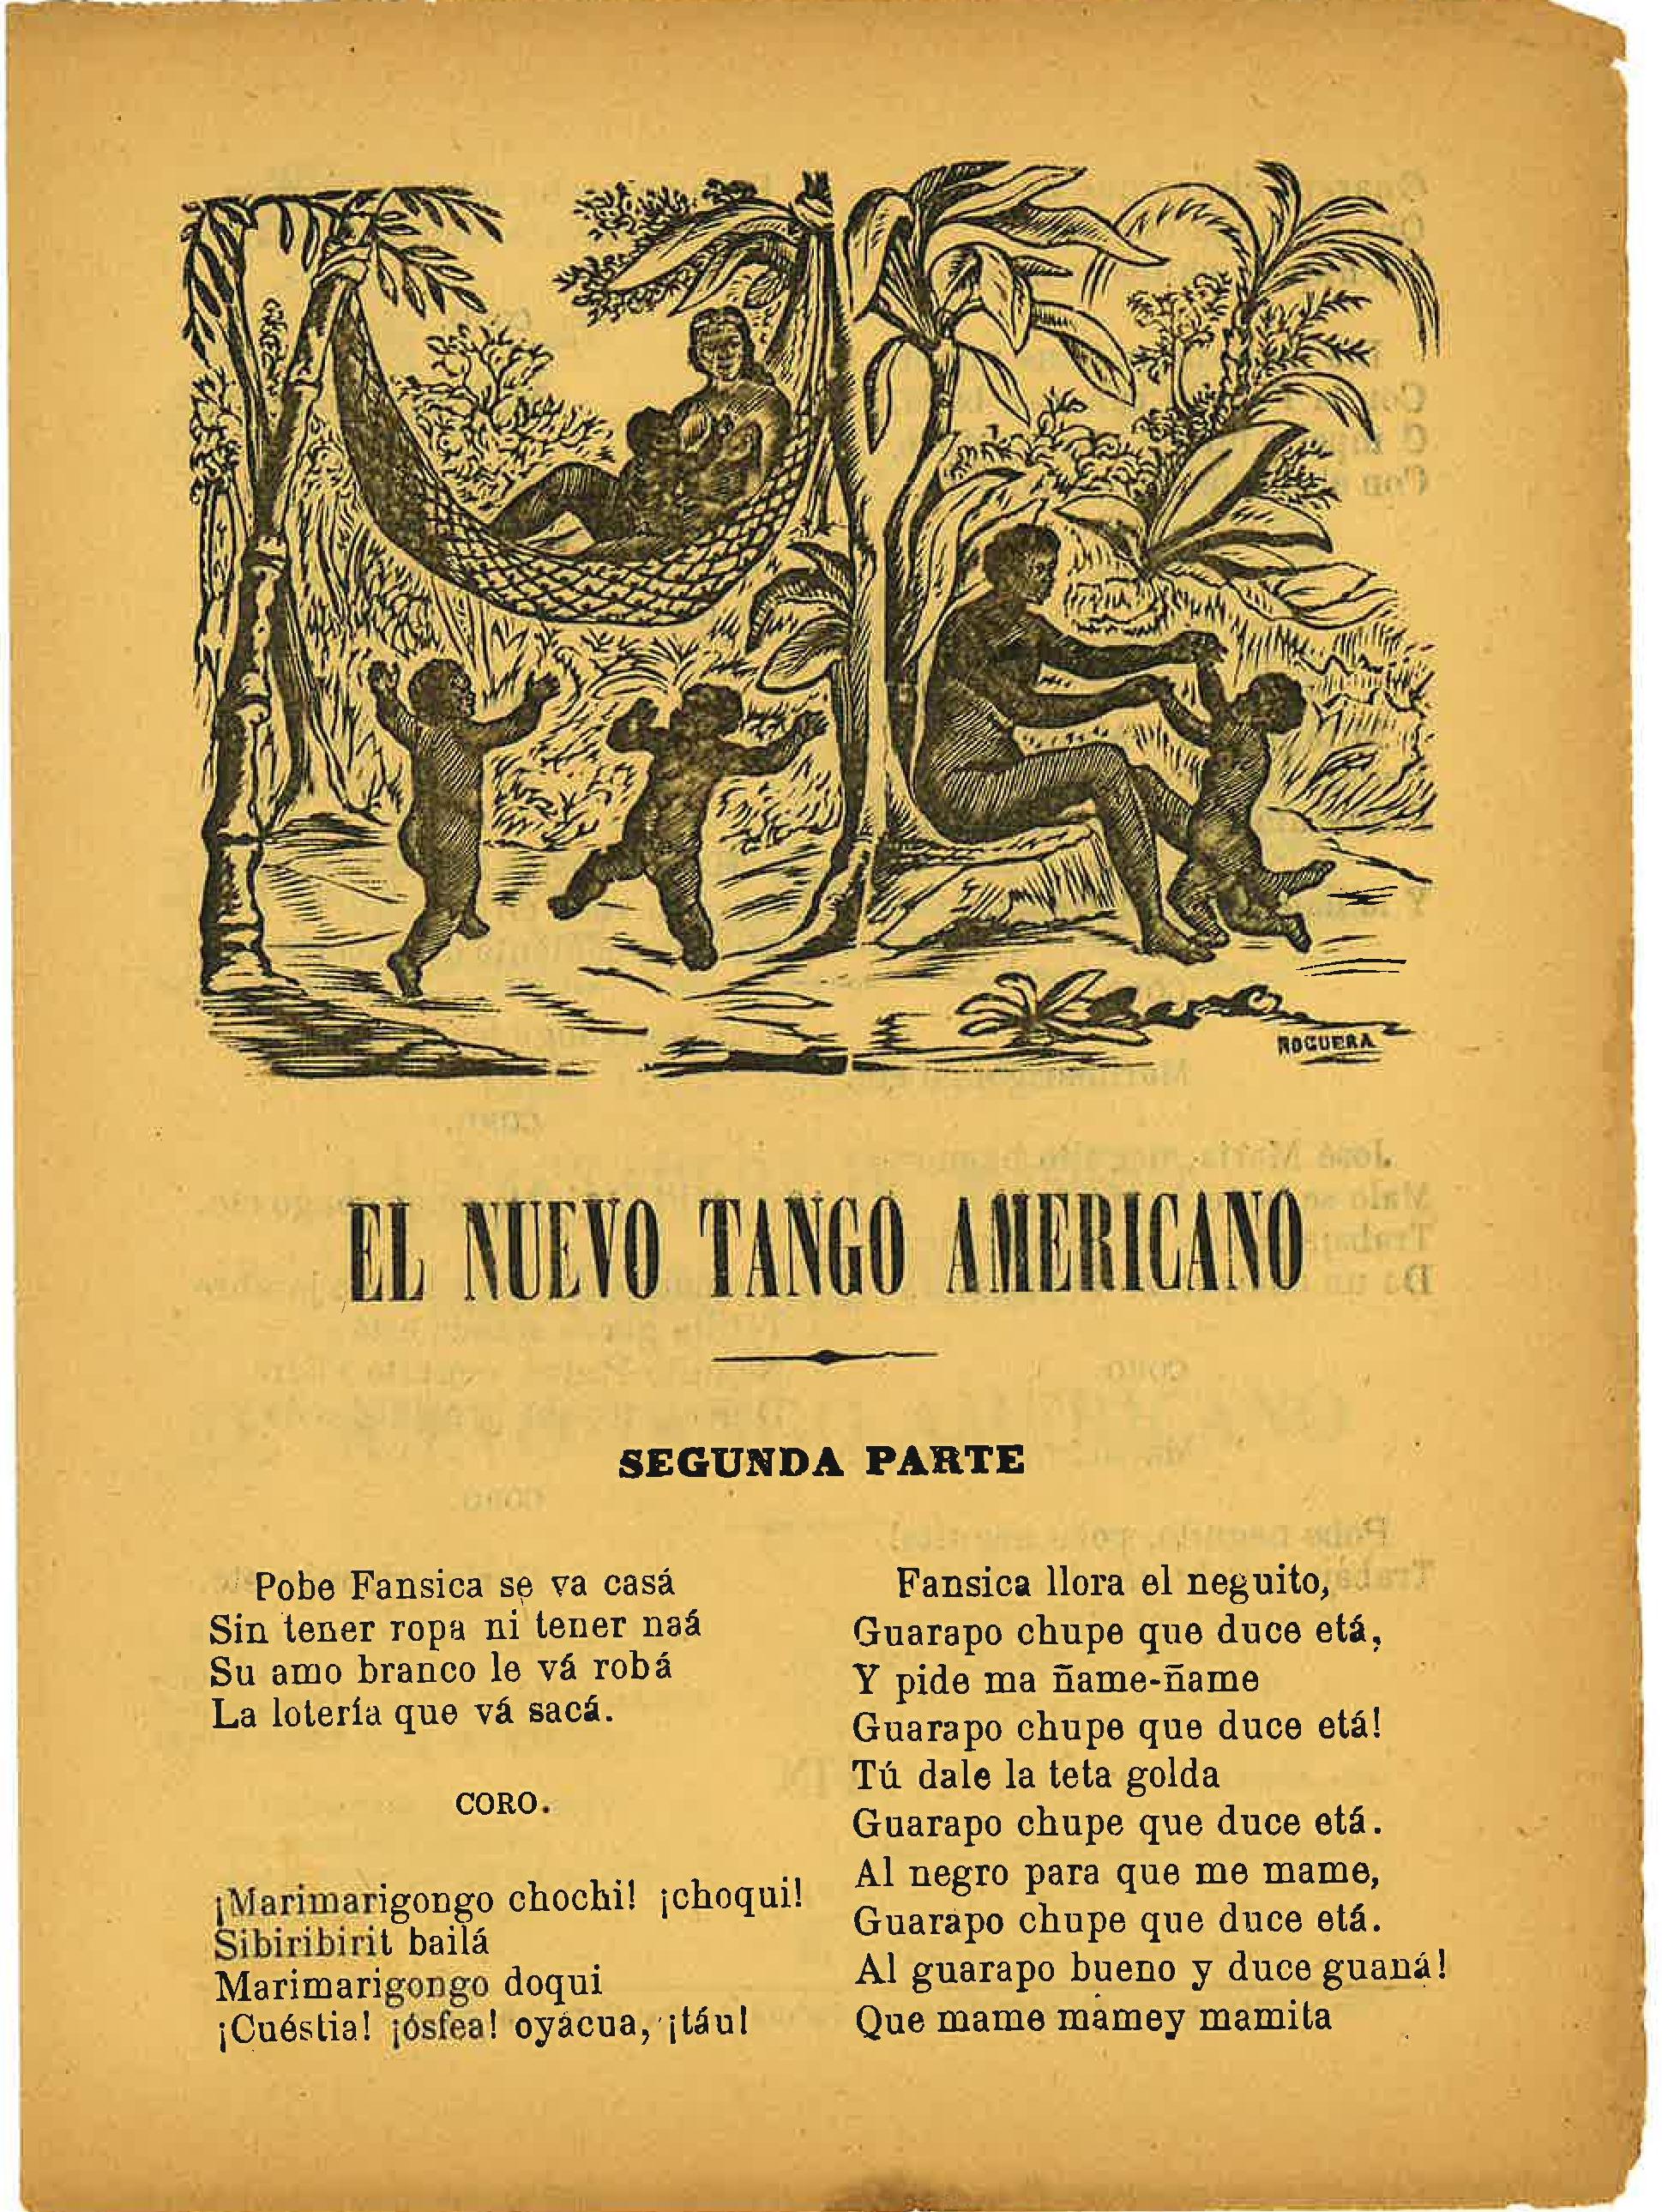 NOGUERA
EL NUEVO TANGO AMERICANO
SEGUNDA PARTE
Pobe Fansica se va casá
Sin tener ropa ni tener naá
Su amo branco le vá robá
La lotería que vá sacá.
CORO.
¡Marimarigongo chochi! ¡choqui!
Sibiribirit bailá
Marimarigongo doqui
¡Cuéstia! ¡ósfea! oyácua, ¡tául
Fansica llora el neguito,
Guarapo chupe que duce etá,
Y pide ma ñame-ñame
Guarapo chupe que duce etá!
Tú dale la teta golda
Guarapo chupe que duce etá.
Al negro para que me mame,
Guarapo chupe que duce etá.
Al guarapo bueno y duce guaná!
Que mame mamey mamita